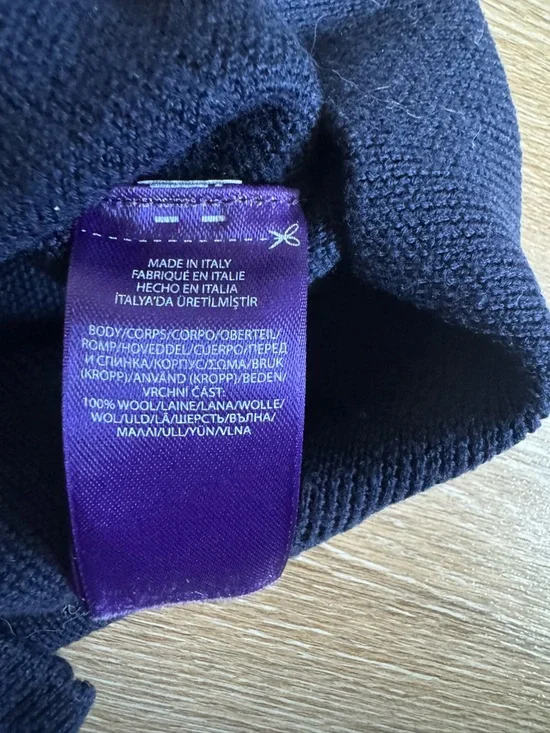 MADE IN ITALY
FABRIQUÉ EN ITALIE
HECHO EN ITALIA
İTALYA'DA ÜRETİLMİŞTİR
BODY/CORPS/CORPO/OBERTEIL/
ROMP/HOVEDDEL/CUERPO/ПЕРЕД
И СПИНКА/КОРПУС/ΣΩΜΑ/BRUK
(KROPP)/ANVÄND (KROPP)/BEDEN/
VRCHNÍ ČÁST:
100% WOOL/LAINE/LANA/WOLLE/
WOL/ULD/LÃ/ШЕРСТЬ/ВЪЛНА/
ΜΑΛΛΙ/ULL/YÜN/VLNA